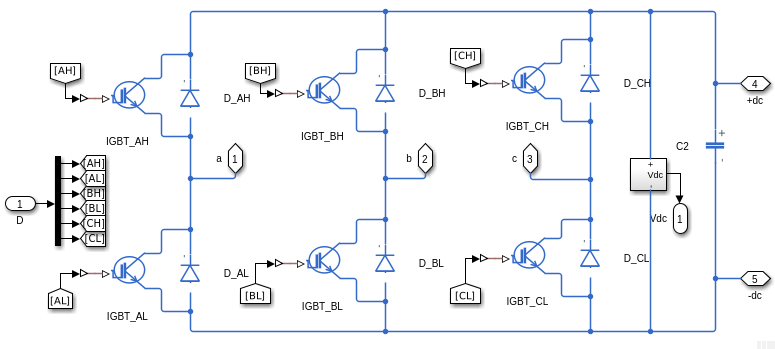 [AH]
[BH]
[CH]
D_AH
D_BH
D_CH
4
+dc
IGBT_AH
IGBT_BH
IGBT_CH
C2
+
a
1
b
2
c
3
[AH]
[AL]
[BH]
[BL]
[CH]
[CL]
1
D
+
Vdc
-
Vdc
1
D_AL
D_BL
D_CL
5
-dc
[AL]
[BL]
[CL]
IGBT_AL
IGBT_BL
IGBT_CL